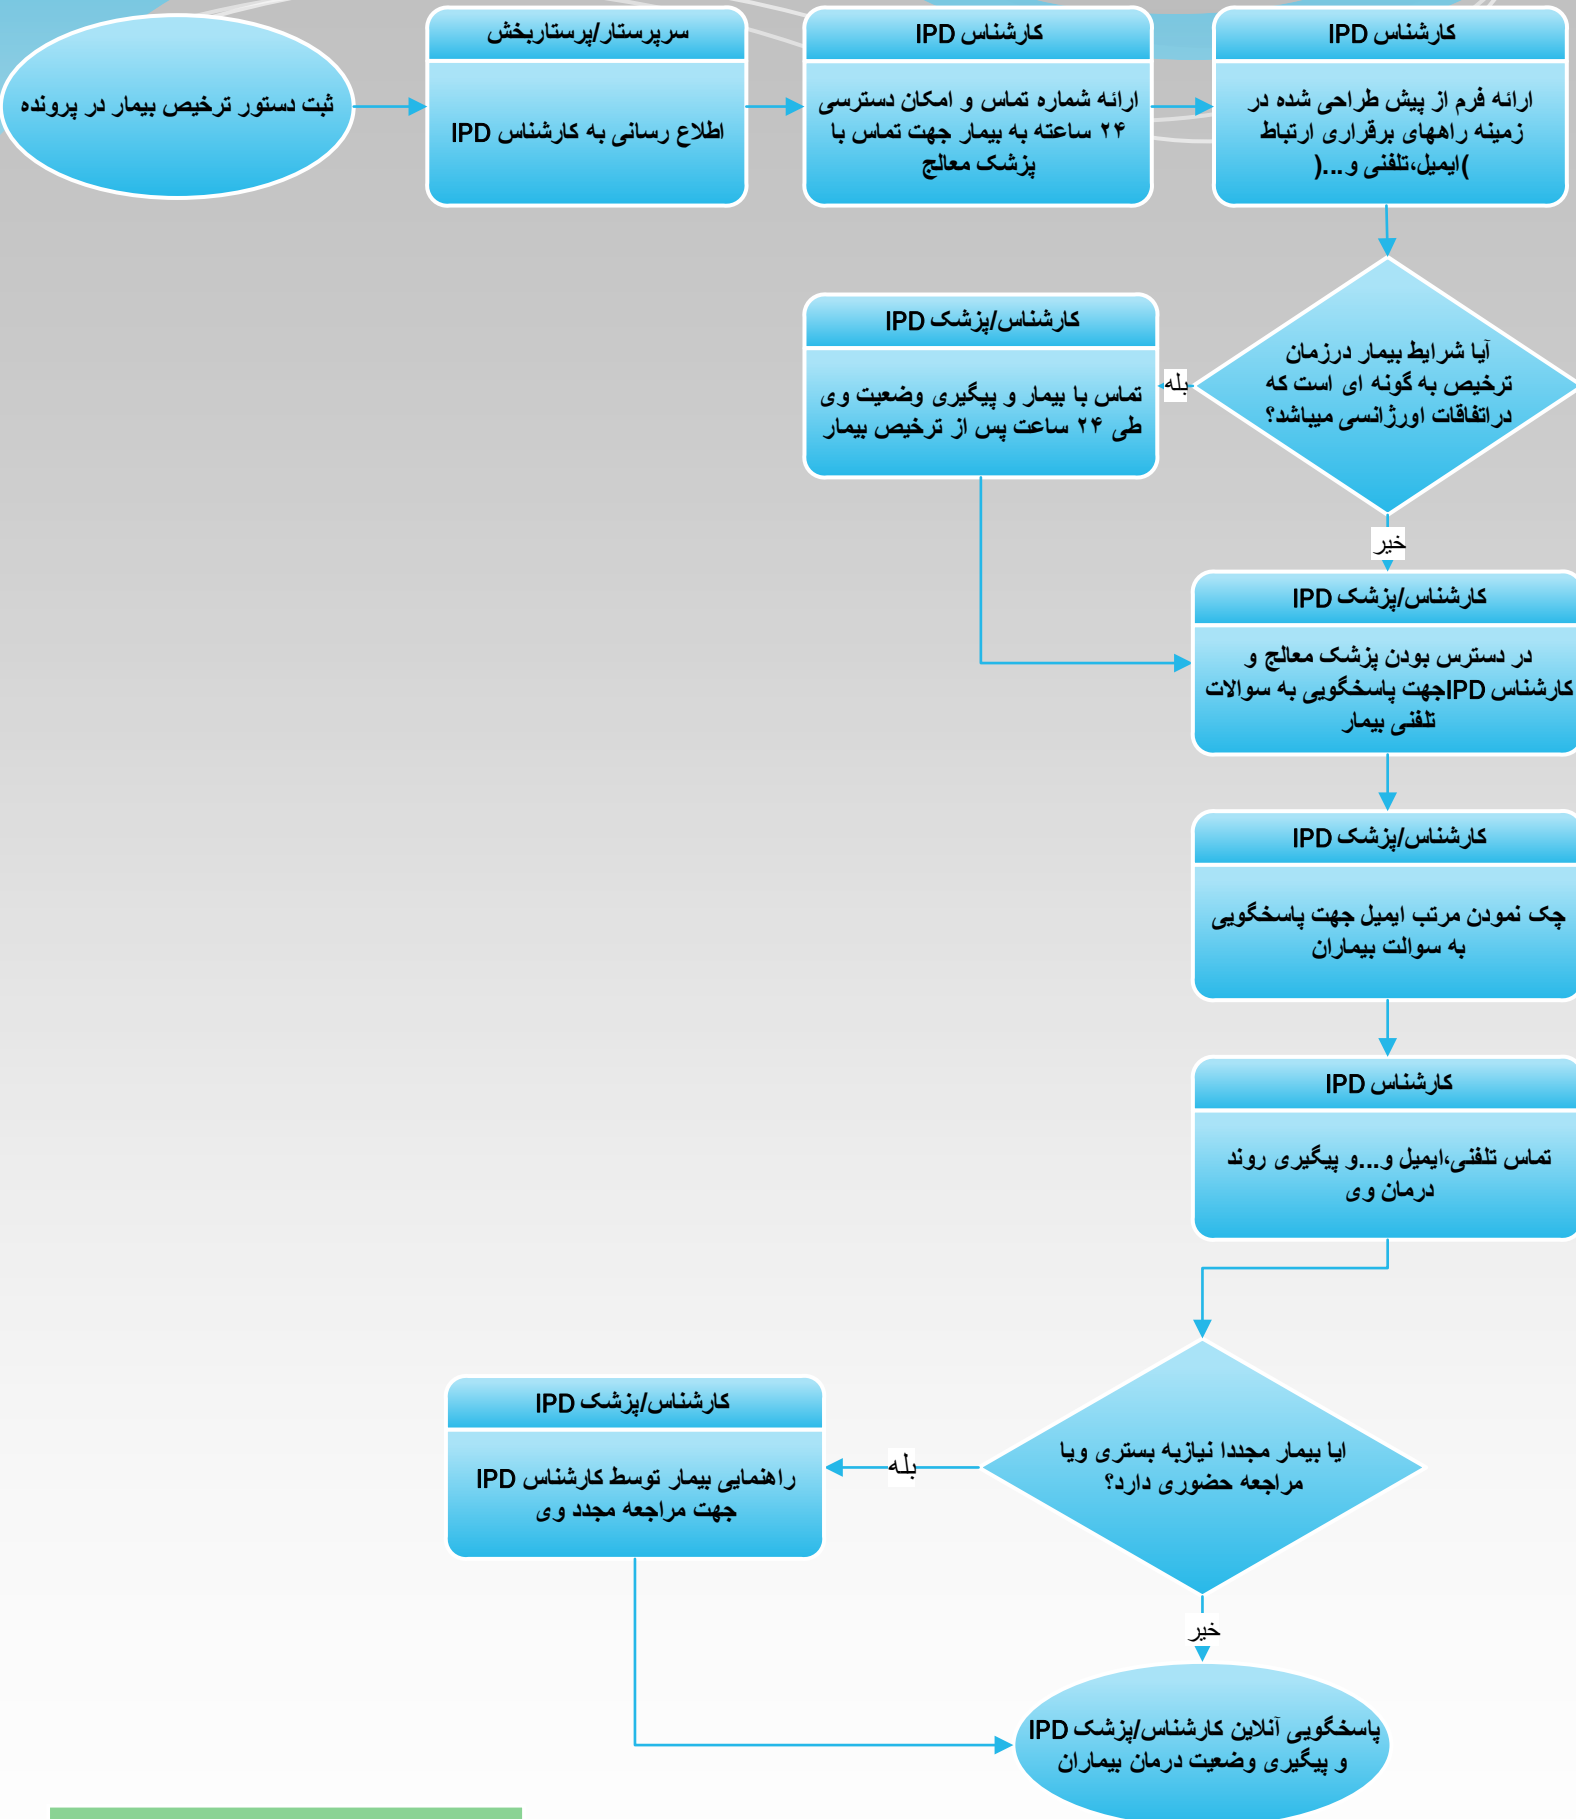 ثبت دستور ترخیص بیمار در پرونده
سرپرستار/پرستاربخش
اطلاع رسانی به کارشناس IPD
کارشناس IPD
ارائه شماره تماس و امکان دسترسی
۲۴ ساعته به بیمار جهت تماس با
پزشک معالج
کارشناس IPD
ارائه فرم از پیش طراحی شده در
زمینه راههای برقراری ارتباط
)ایمیل،تلفنی و...(
آیا شرایط بیمار درزمان
ترخیص به گونه ای است که
دراتفاقات اورژانسی میباشد؟
بله
کارشناس/پزشک IPD
تماس با بیمار و پیگیری وضعیت وی
طی ۲۴ ساعت پس از ترخیص بیمار
خیر
کارشناس/پزشک IPD
در دسترس بودن پزشک معالج و
کارشناس IPDجهت پاسخگویی به سوالات
تلفنی بیمار
کارشناس/پزشک IPD
چک نمودن مرتب ایمیل جهت پاسخگویی
به سوالت بیماران
کارشناس IPD
تماس تلفنی،ایمیل و...و پیگیری روند
درمان وی
ایا بیمار مجددا نیازبه بستری ویا
مراجعه حضوری دارد؟
بله
کارشناس/پزشک IPD
راهنمایی بیمار توسط کارشناس IPD
جهت مراجعه مجدد وی
خیر
پاسخگویی آنلاین کارشناس/پزشک IPD
و پیگیری وضعیت درمان بیماران